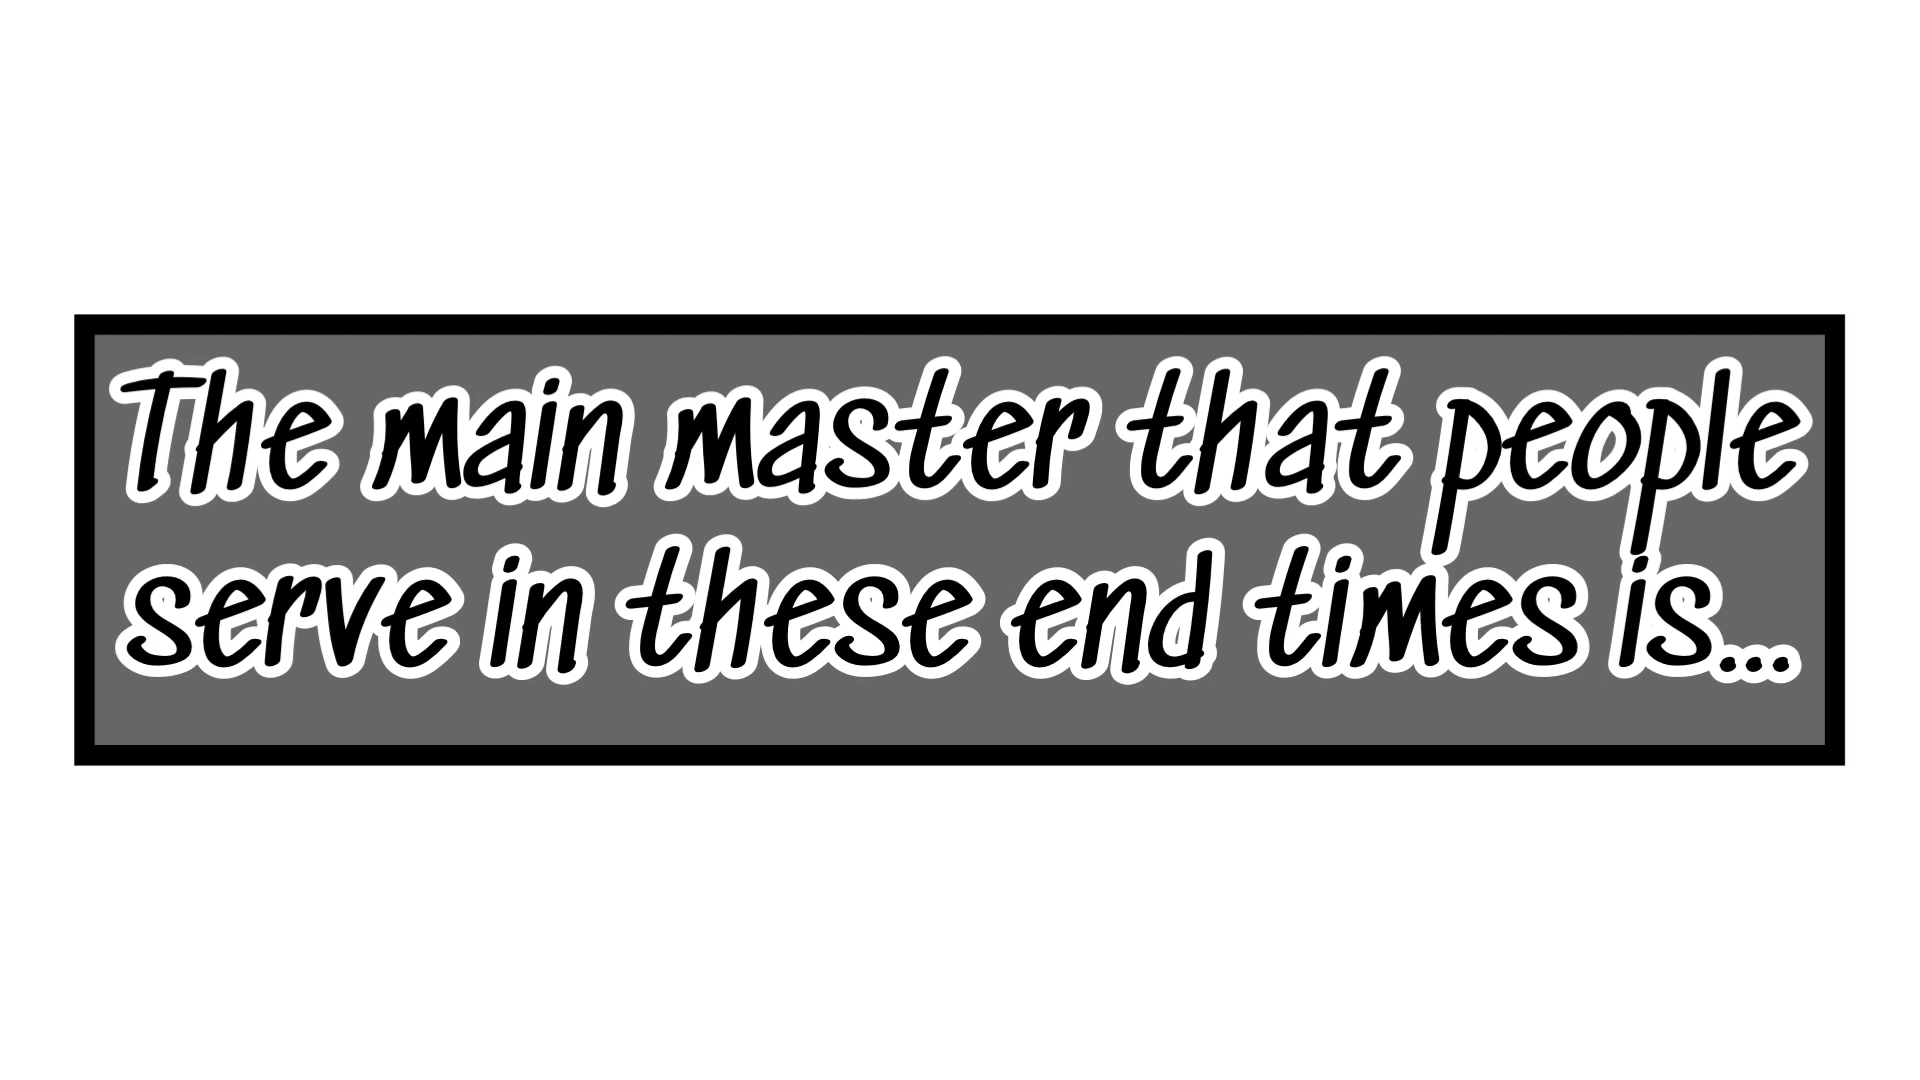 The main master that people
serve in these end times is...